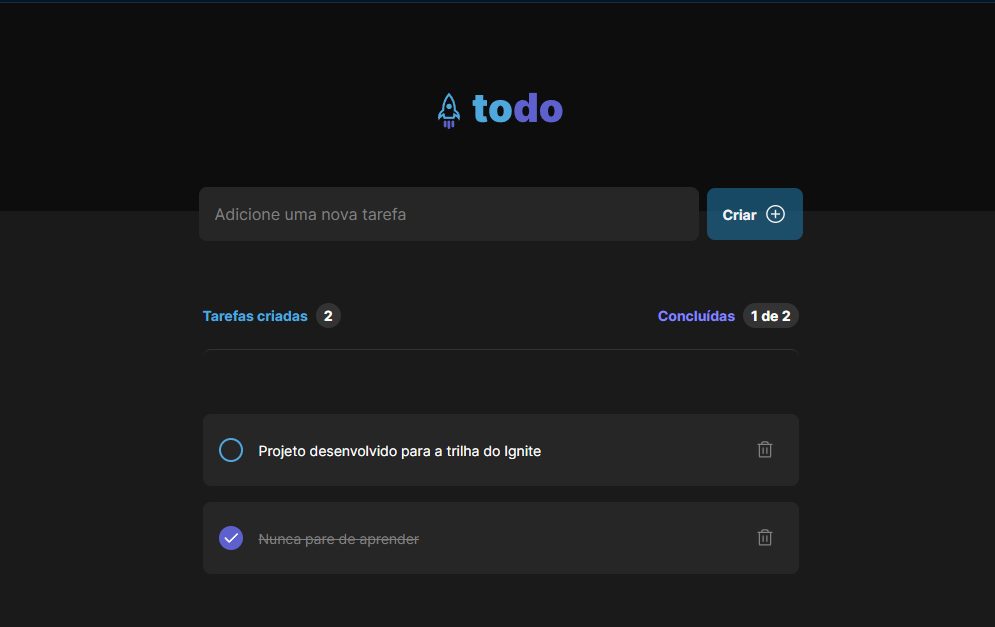 todo
Adicione uma nova tarefa
Criar
Tarefas criadas 2
Concluídas 1 de 2
Projeto desenvolvido para a trilha do Ignite
Nunca pare de aprender